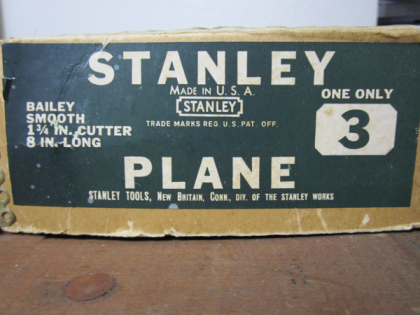 STANLEY
MADE IN U. S. A.
STANLEY
TRADE MARKS REG. U.S. PAT. OFF.
BAILEY
SMOOTH
1¾ IN. CUTTER
8 IN. LONG
ONE ONLY
3
PLANE
STANLEY TOOLS, NEW BRITAIN, CONN., DIV. OF THE STANLEY WORKS